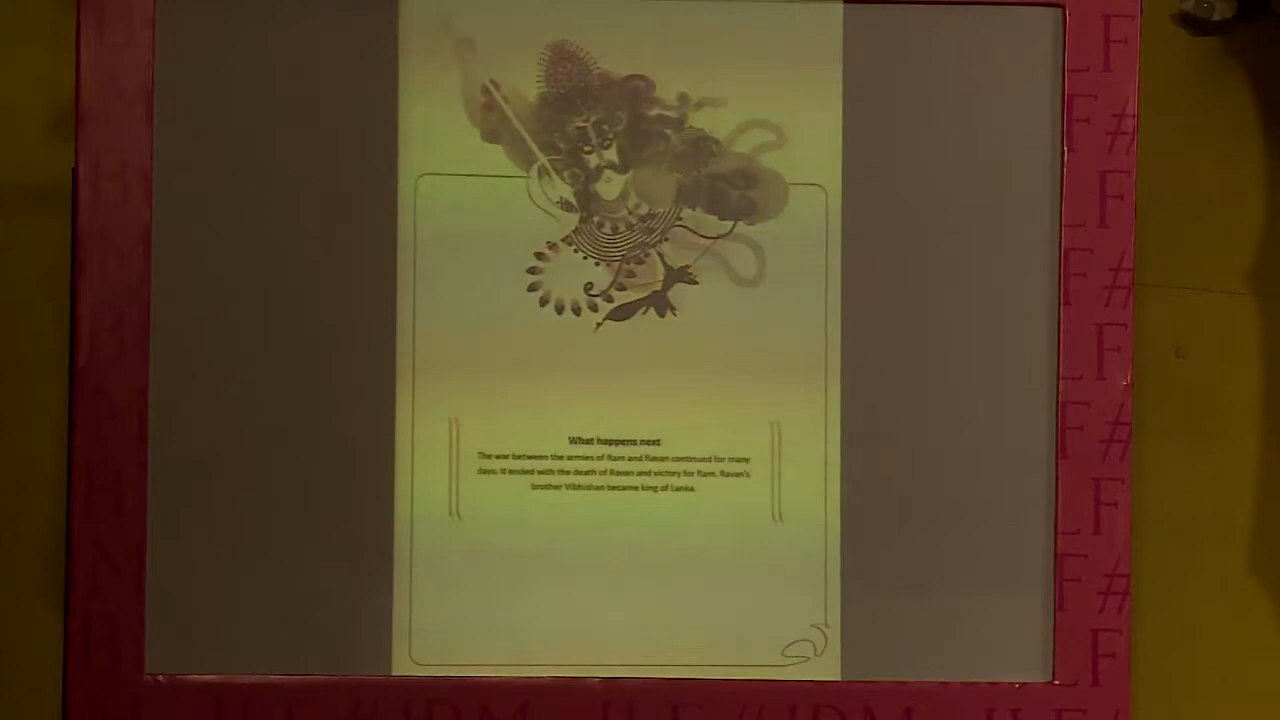 What happens next
The war between the armies of Ram and Ravan continued for many
days. It ended with the death of Ravan and victory for Ram. Ravan's
brother Vibhishan became king of Lanka.
F
F #
F
F #
F
F #
F
F #
F